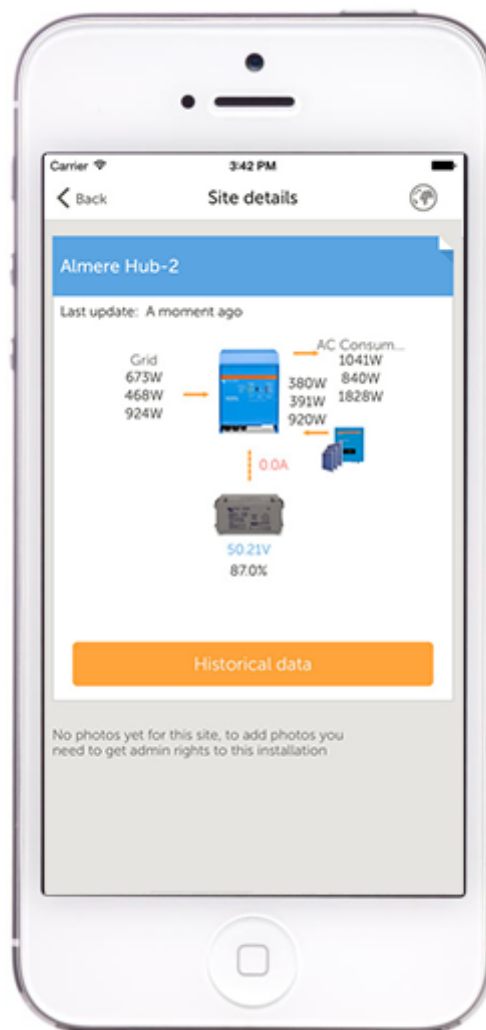 Carrier
3:42 PM
Back
Site details
Almere Hub-2
Last update: A moment ago
Grid
673W
468W
924W
AC Consum...
1041W
840W
1828W
380W
391W
920W
0.0A
50.21V
87.0%
Historical data
No photos yet for this site, to add photos you
need to get admin rights to this installation